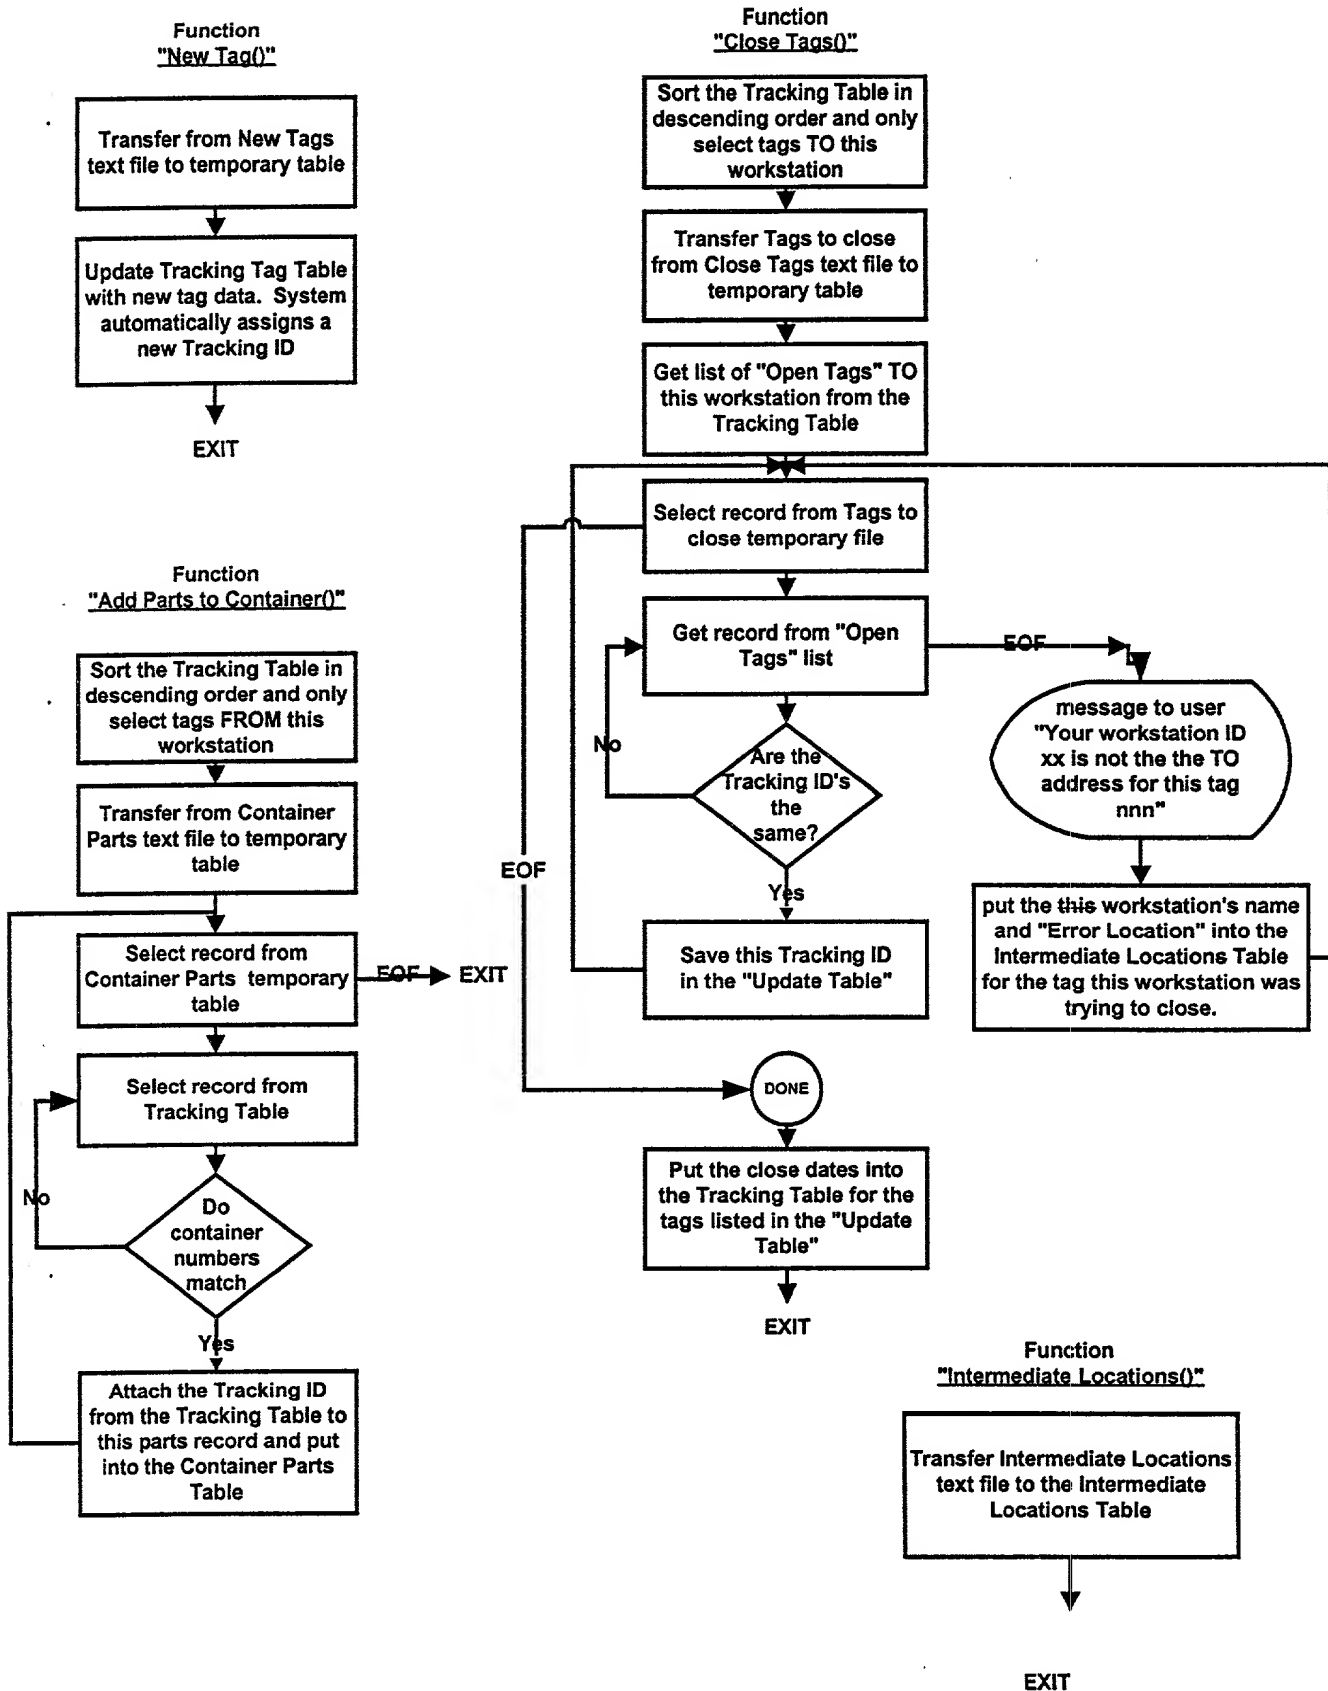 Function
"New Tag()"
Transfer from New Tags
text file to temporary table
Update Tracking Tag Table
with new tag data. System
automatically assigns a
new Tracking ID
EXIT
Function
"Add Parts to Container()"
Sort the Tracking Table in
descending order and only
select tags FROM this
workstation
Transfer from Container
Parts text file to temporary
table
Select record from
Container Parts temporary
table
EOF
EXIT
Select record from
Tracking Table
No
Do
container
numbers
match
Yes
Attach the Tracking ID
from the Tracking Table to
this parts record and put
into the Container Parts
Table
Function
"Close Tags()"
Sort the Tracking Table in
descending order and only
select tags TO this
workstation
Transfer Tags to close
from Close Tags text file to
temporary table
Get list of "Open Tags" TO
this workstation from the
Tracking Table
Select record from Tags to
close temporary file
Get record from "Open
Tags" list
EOF
No
Are the
Tracking ID's
the
same?
Yes
EOF
Save this Tracking ID
in the "Update Table"
message to user
"Your workstation ID
xx is not the the TO
address for this tag
nnn"
put the this workstation's name
and "Error Location" into the
Intermediate Locations Table
for the tag this workstation was
trying to close.
DONE
Put the close dates into
the Tracking Table for the
tags listed in the "Update
Table"
EXIT
Function
"Intermediate Locations()"
Transfer Intermediate Locations
text file to the Intermediate
Locations Table
EXIT